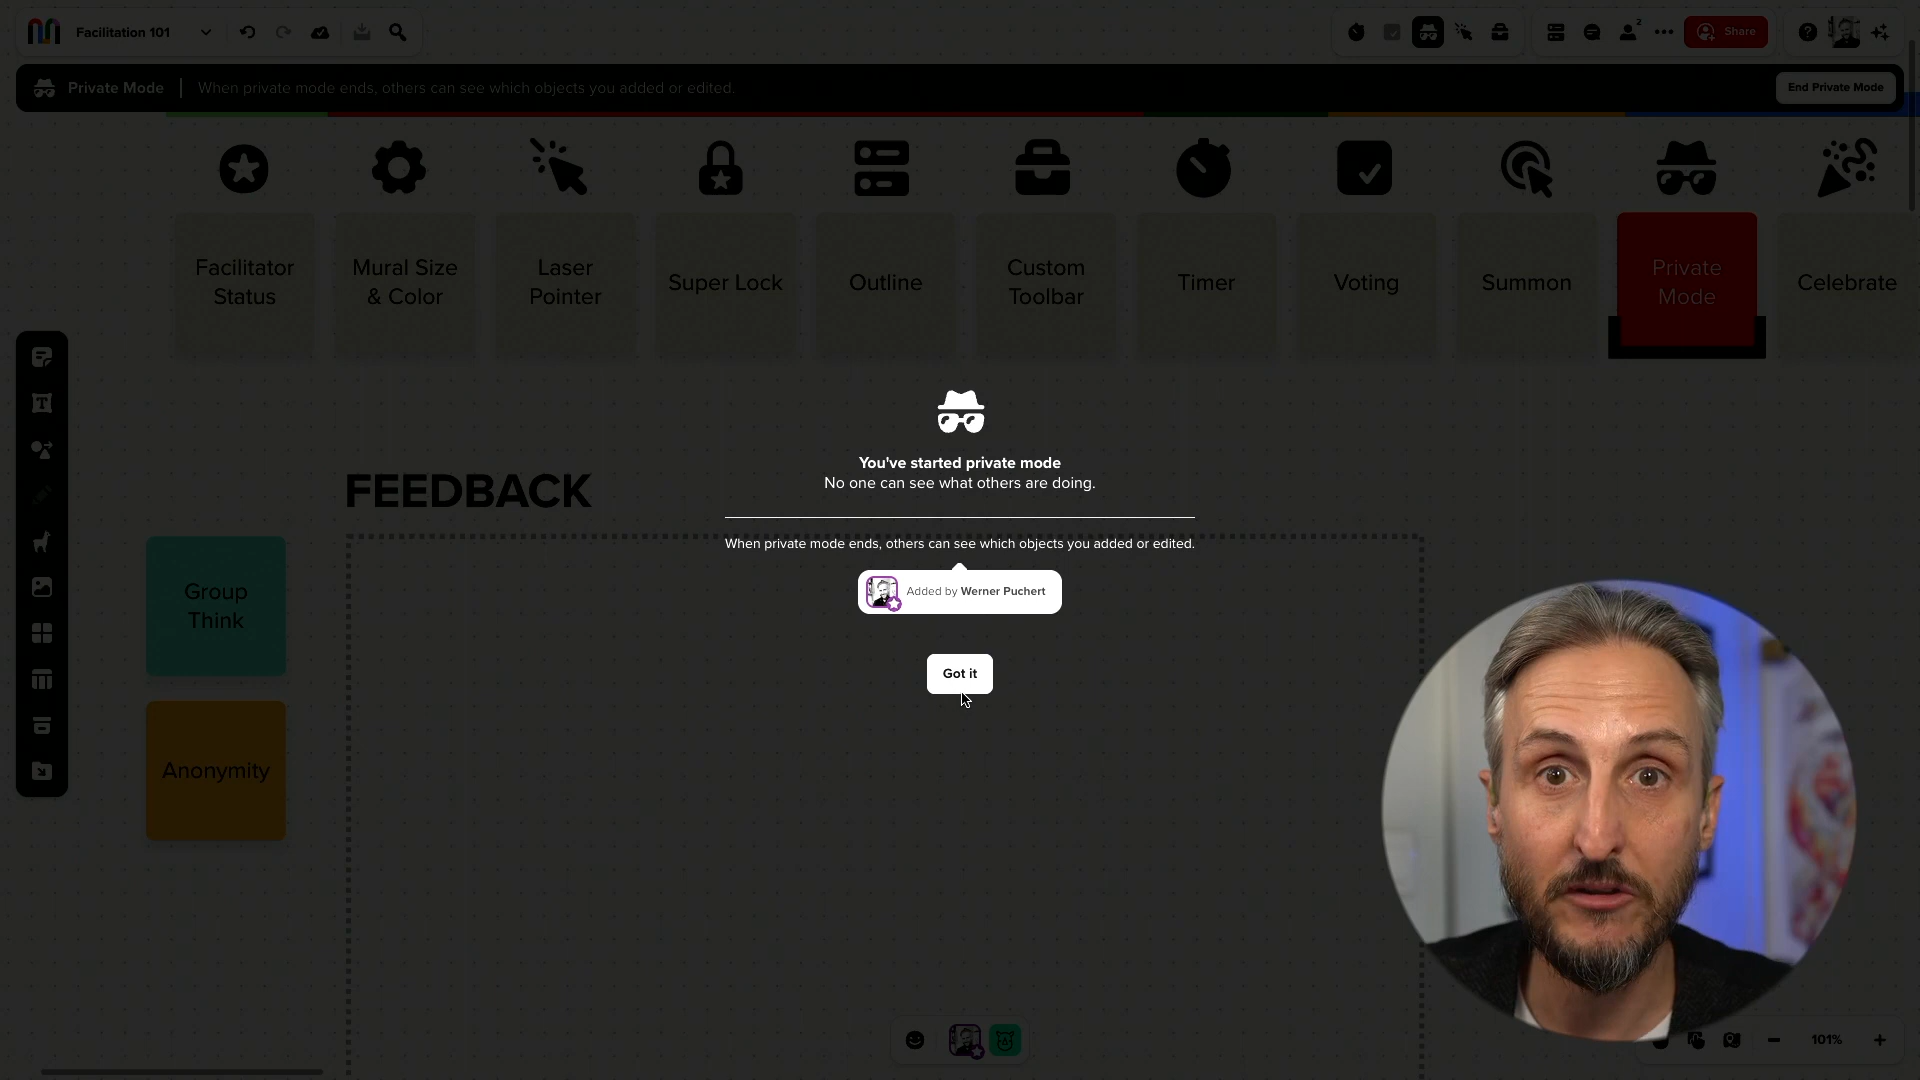 Facilitation 101
2
Share
Private Mode
When private mode ends, others can see which objects you added or edited.
End Private Mode
Facilitator
Status
Mural Size
& Color
Laser
Pointer
Super Lock
Outline
Custom
Toolbar
Timer
Voting
Summon
Private
Mode
Celebrate
You've started private mode
No one can see what others are doing.
FEEDBACK
When private mode ends, others can see which objects you added or edited.
Added by Werner Puchert
Group
Think
Got it
Anonymity
101%